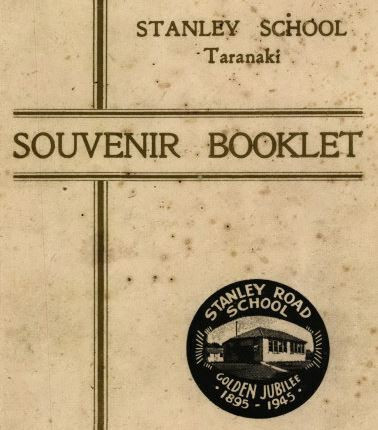 STANLEY SCHOOL
Taranaki
SOUVENIR BOOKLET
STANLEY ROAD
SCHOOL
GOLDEN JUBILEE
· 1895 - 1945 ·